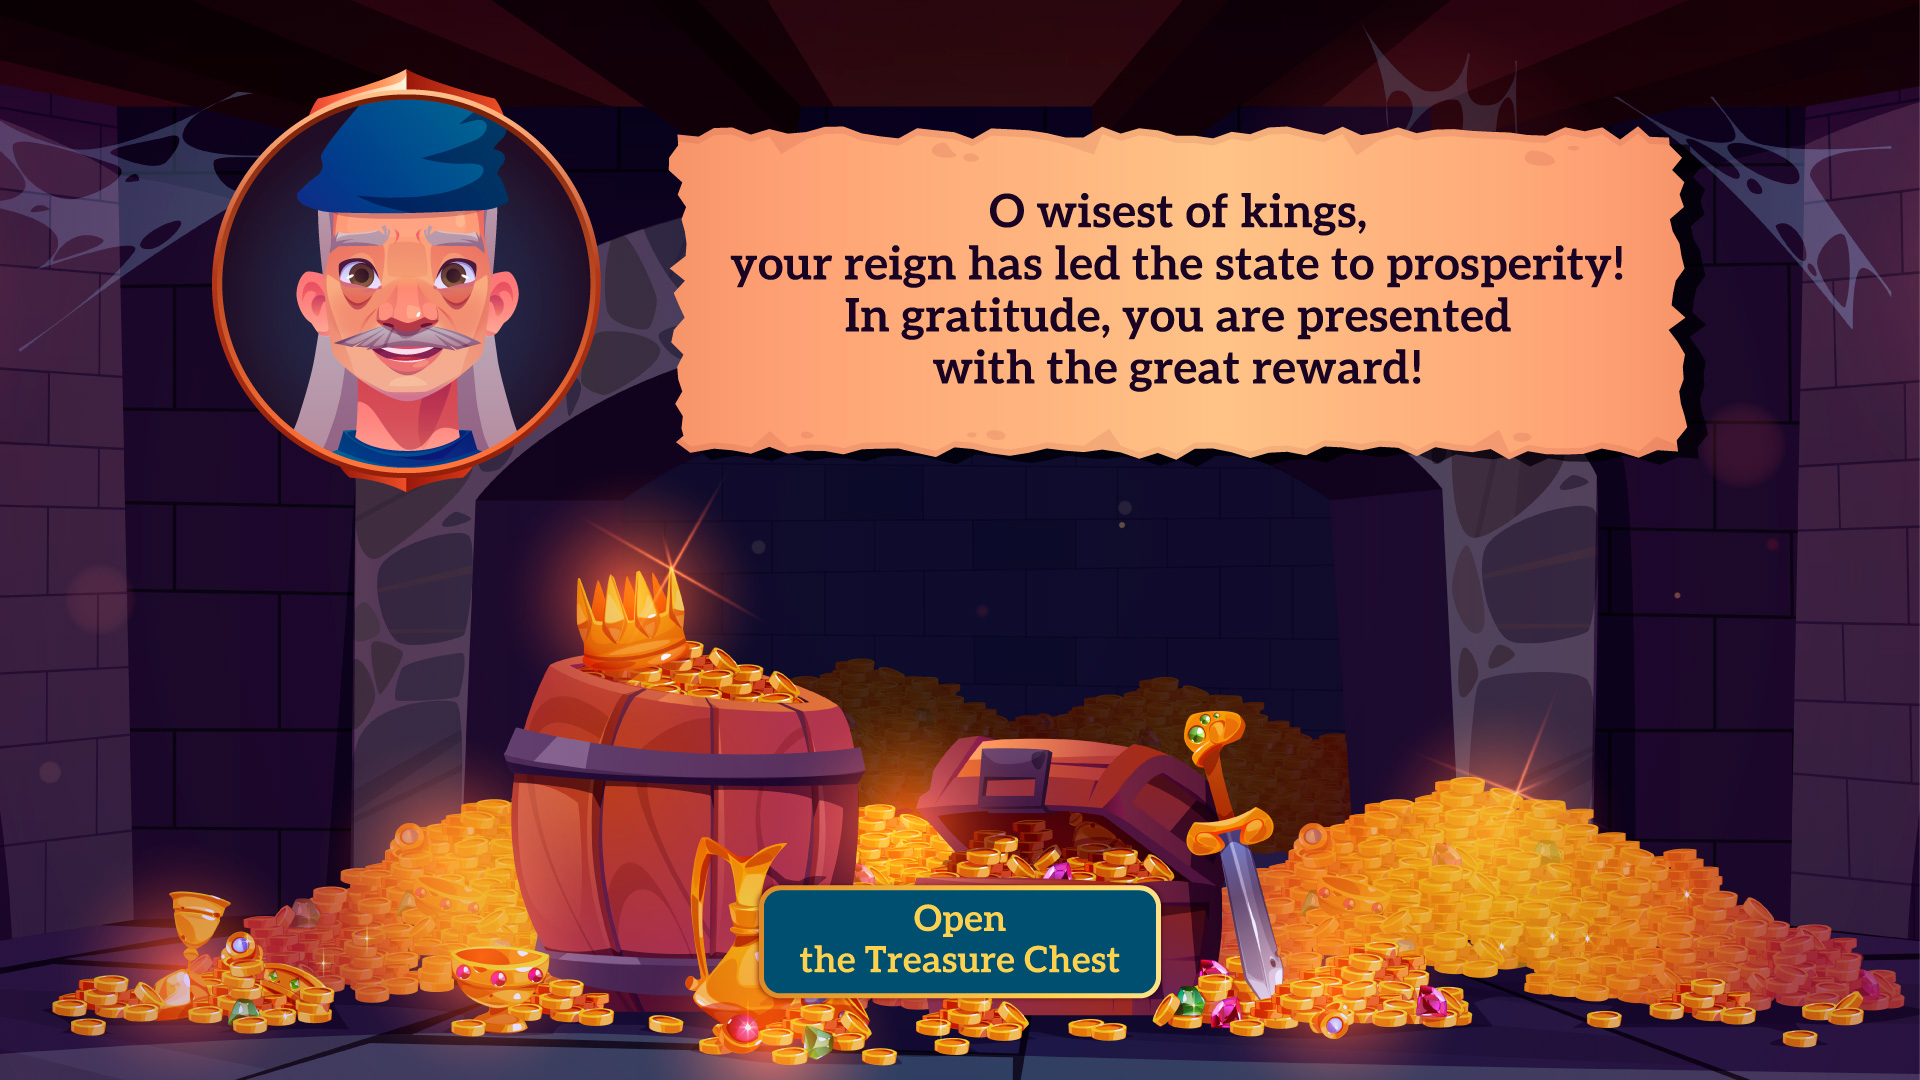 O wisest of kings,
your reign has led the state to prosperity!
In gratitude, you are presented
with the great reward!
Open
the Treasure Chest